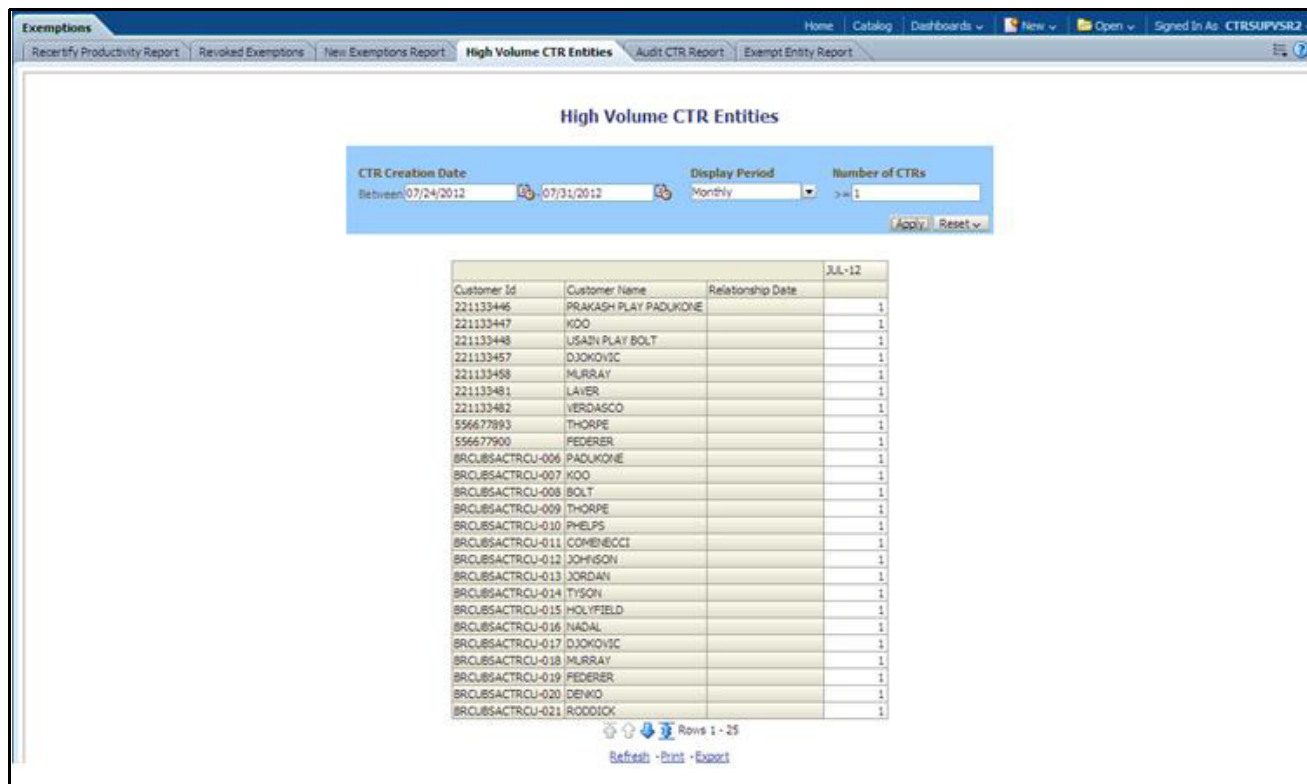 Exemptions
Home Catalog Dashboards New Open Signed In As CTRSUPVSR2
Recertify Productivity Report Revoked Exemptions New Exemptions Report High Volume CTR Entities Audit CTR Report Exempt Entity Report
High Volume CTR Entities
CTR Creation Date Display Period Number of CTRs
Between 07/24/2012 - 07/31/2012 Monthly >= 1
Apply Reset
JUL-12
Customer Id Customer Name Relationship Date
221133446 PRAKASH PLAY PADUKONE 1
221133447 KOO 1
221133448 USAIN PLAY BOLT 1
221133457 DJOKOVIC 1
221133458 MURRAY 1
221133481 LAVER 1
221133482 VERDASCO 1
556677893 THORPE 1
556677900 FEDERER 1
BRCUBSACTRCU-006 PADUKONE 1
BRCUBSACTRCU-007 KOO 1
BRCUBSACTRCU-008 BOLT 1
BRCUBSACTRCU-009 THORPE 1
BRCUBSACTRCU-010 PHELPS 1
BRCUBSACTRCU-011 COMENECCI 1
BRCUBSACTRCU-012 JOHNSON 1
BRCUBSACTRCU-013 JORDAN 1
BRCUBSACTRCU-014 TYSON 1
BRCUBSACTRCU-015 HOLYFIELD 1
BRCUBSACTRCU-016 NADAL 1
BRCUBSACTRCU-017 DJOKOVIC 1
BRCUBSACTRCU-018 MURRAY 1
BRCUBSACTRCU-019 FEDERER 1
BRCUBSACTRCU-020 DENKO 1
BRCUBSACTRCU-021 RODDICK 1
Rows 1 - 25
Refresh - Print - Export